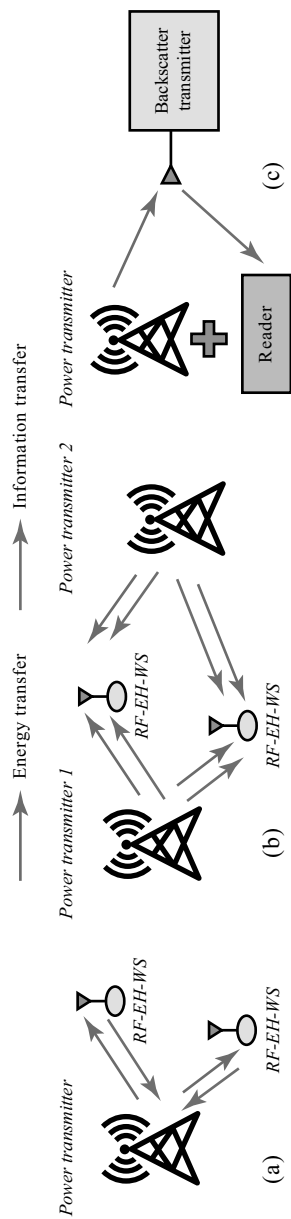 Energy transfer
Information transfer
Power transmitter
RF-EH-WS
RF-EH-WS
(a)
Power transmitter 1
Power transmitter 2
RF-EH-WS
RF-EH-WS
(b)
Power transmitter
Backscatter
transmitter
Reader
(c)